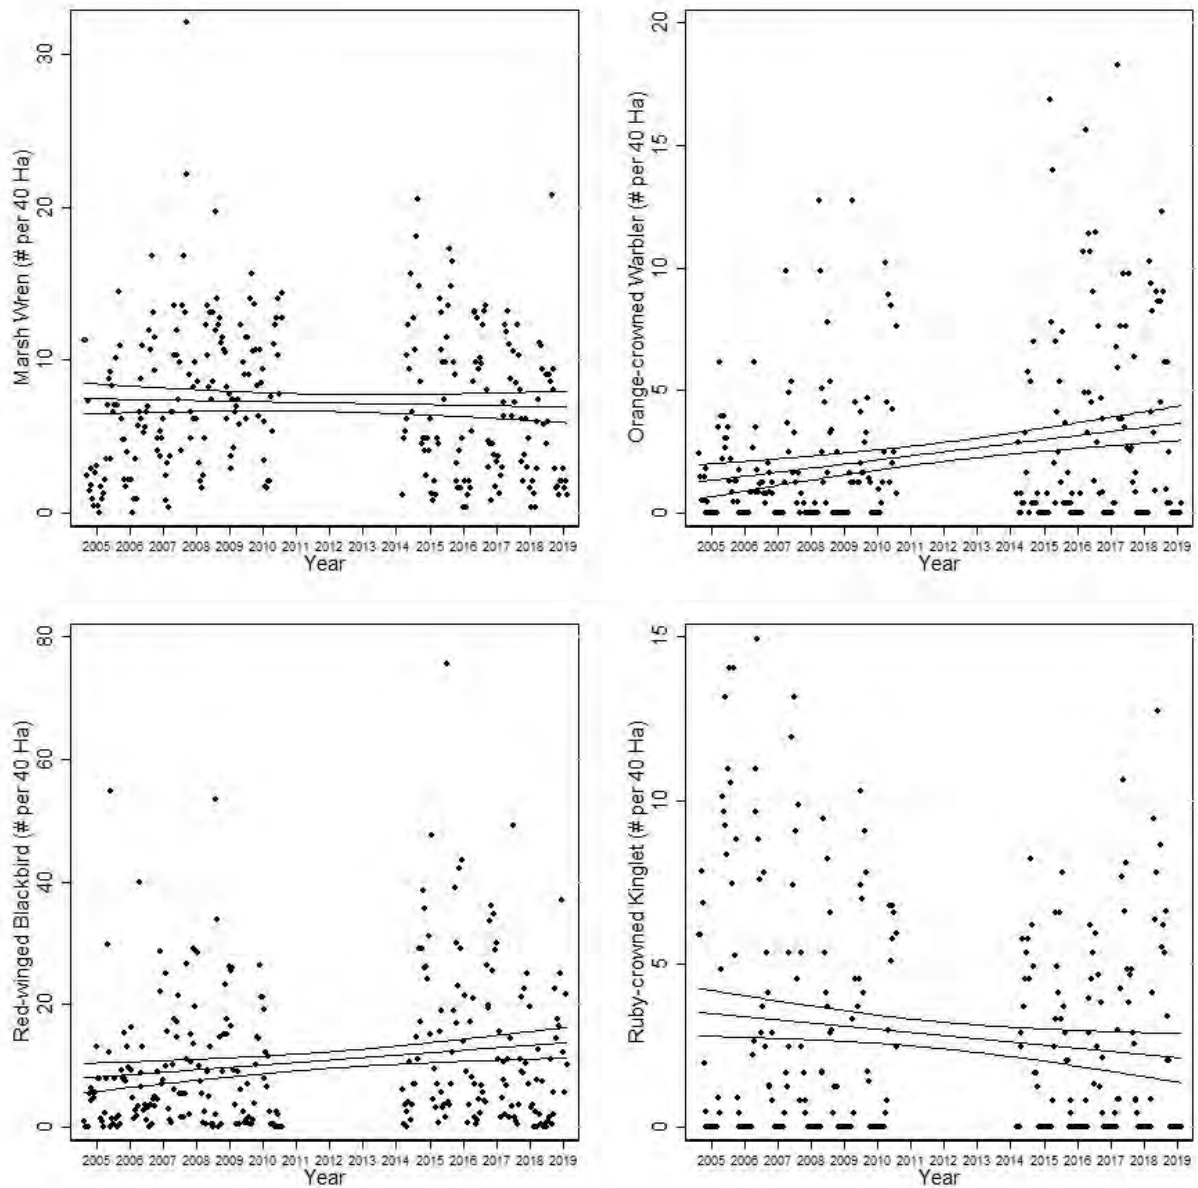 Marsh Wren (# per 40 Ha)
30
20
10
0
2005 2006 2007 2008 2009 2010 2011 2012 2013 2014 2015 2016 2017 2018 2019
Year
Orange-crowned Warbler (# per 40 Ha)
20
15
10
5
0
2005 2006 2007 2008 2009 2010 2011 2012 2013 2014 2015 2016 2017 2018 2019
Year
Red-winged Blackbird (# per 40 Ha)
80
60
40
20
0
2005 2006 2007 2008 2009 2010 2011 2012 2013 2014 2015 2016 2017 2018 2019
Year
Ruby-crowned Kinglet (# per 40 Ha)
15
10
5
0
2005 2006 2007 2008 2009 2010 2011 2012 2013 2014 2015 2016 2017 2018 2019
Year